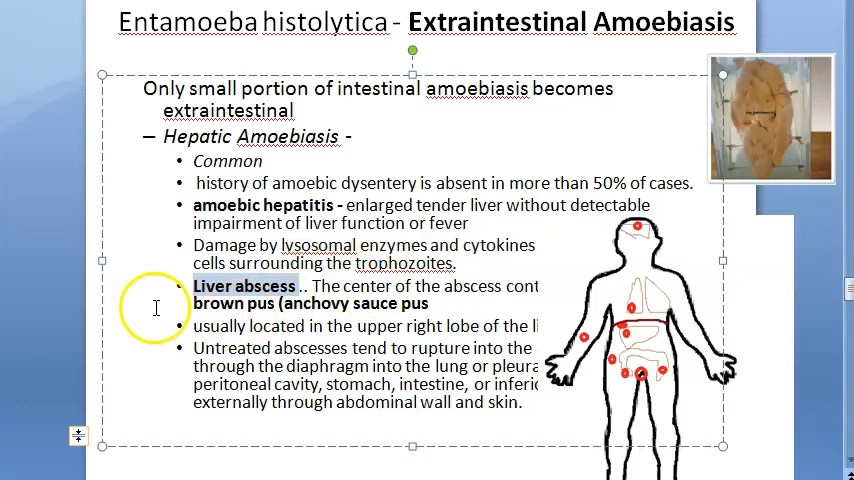 Entamoeba histolytica - Extraintestinal Amoebiasis
Only small portion of intestinal amoebiasis becomes
extraintestinal
– Hepatic Amoebiasis -
• Common
• history of amoebic dysentery is absent in more than 50% of cases.
• amoebic hepatitis - enlarged tender liver without detectable
impairment of liver function or fever
• Damage by lysosomal enzymes and cytokines
cells surrounding the trophozoites.
• Liver abscess.. The center of the abscess cont
brown pus (anchovy sauce pus
• usually located in the upper right lobe of the li
• Untreated abscesses tend to rupture into the
through the diaphragm into the lung or pleura
peritoneal cavity, stomach, intestine, or inferio
externally through abdominal wall and skin.